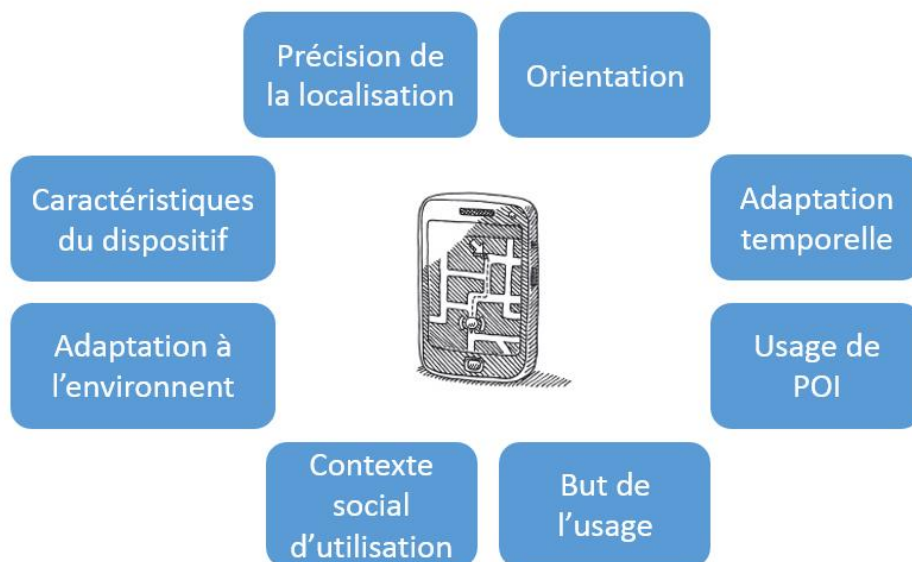 Précision de
la localisation
Orientation
Caractéristiques
du dispositif
Adaptation
temporelle
Adaptation à
l'environnent
Usage de
POI
Contexte
social
d'utilisation
But de
l'usage